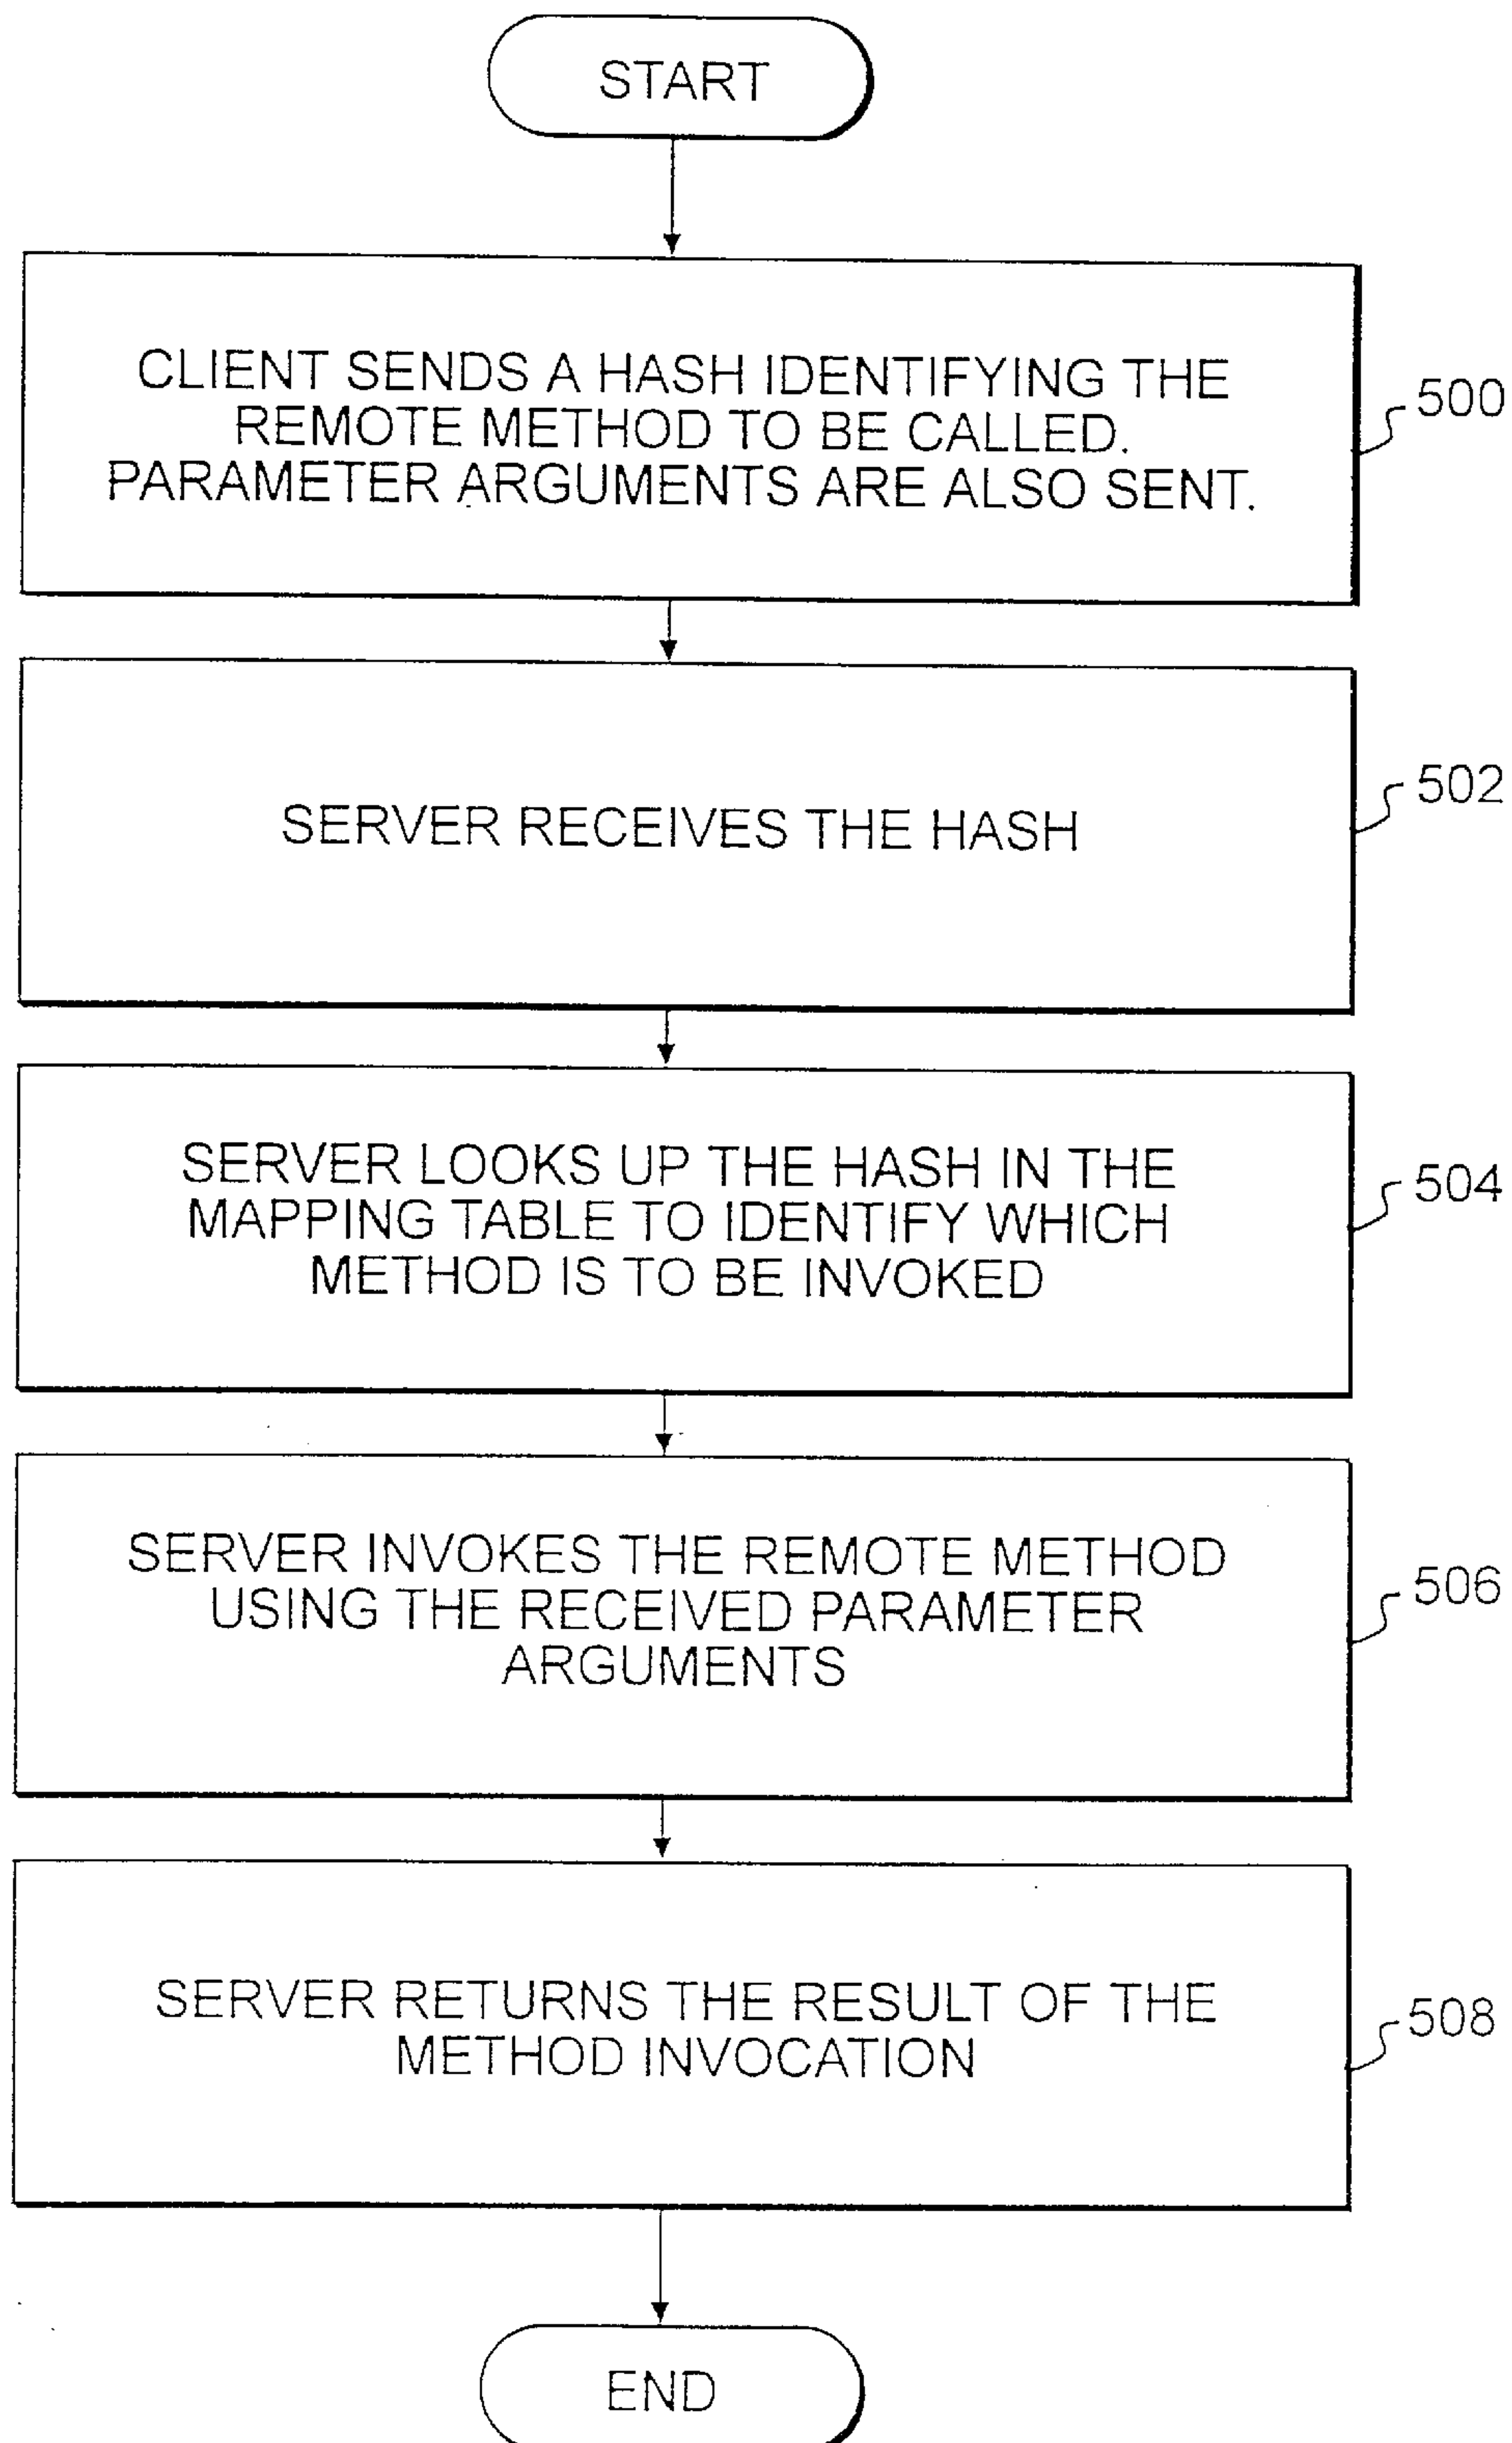 START
CLIENT SENDS A HASH IDENTIFYING THE
REMOTE METHOD TO BE CALLED.
PARAMETER ARGUMENTS ARE ALSO SENT.
500
SERVER RECEIVES THE HASH
502
SERVER LOOKS UP THE HASH IN THE
MAPPING TABLE TO IDENTIFY WHICH
METHOD IS TO BE INVOKED
504
SERVER INVOKES THE REMOTE METHOD
USING THE RECEIVED PARAMETER
ARGUMENTS
506
SERVER RETURNS THE RESULT OF THE
METHOD INVOCATION
508
END